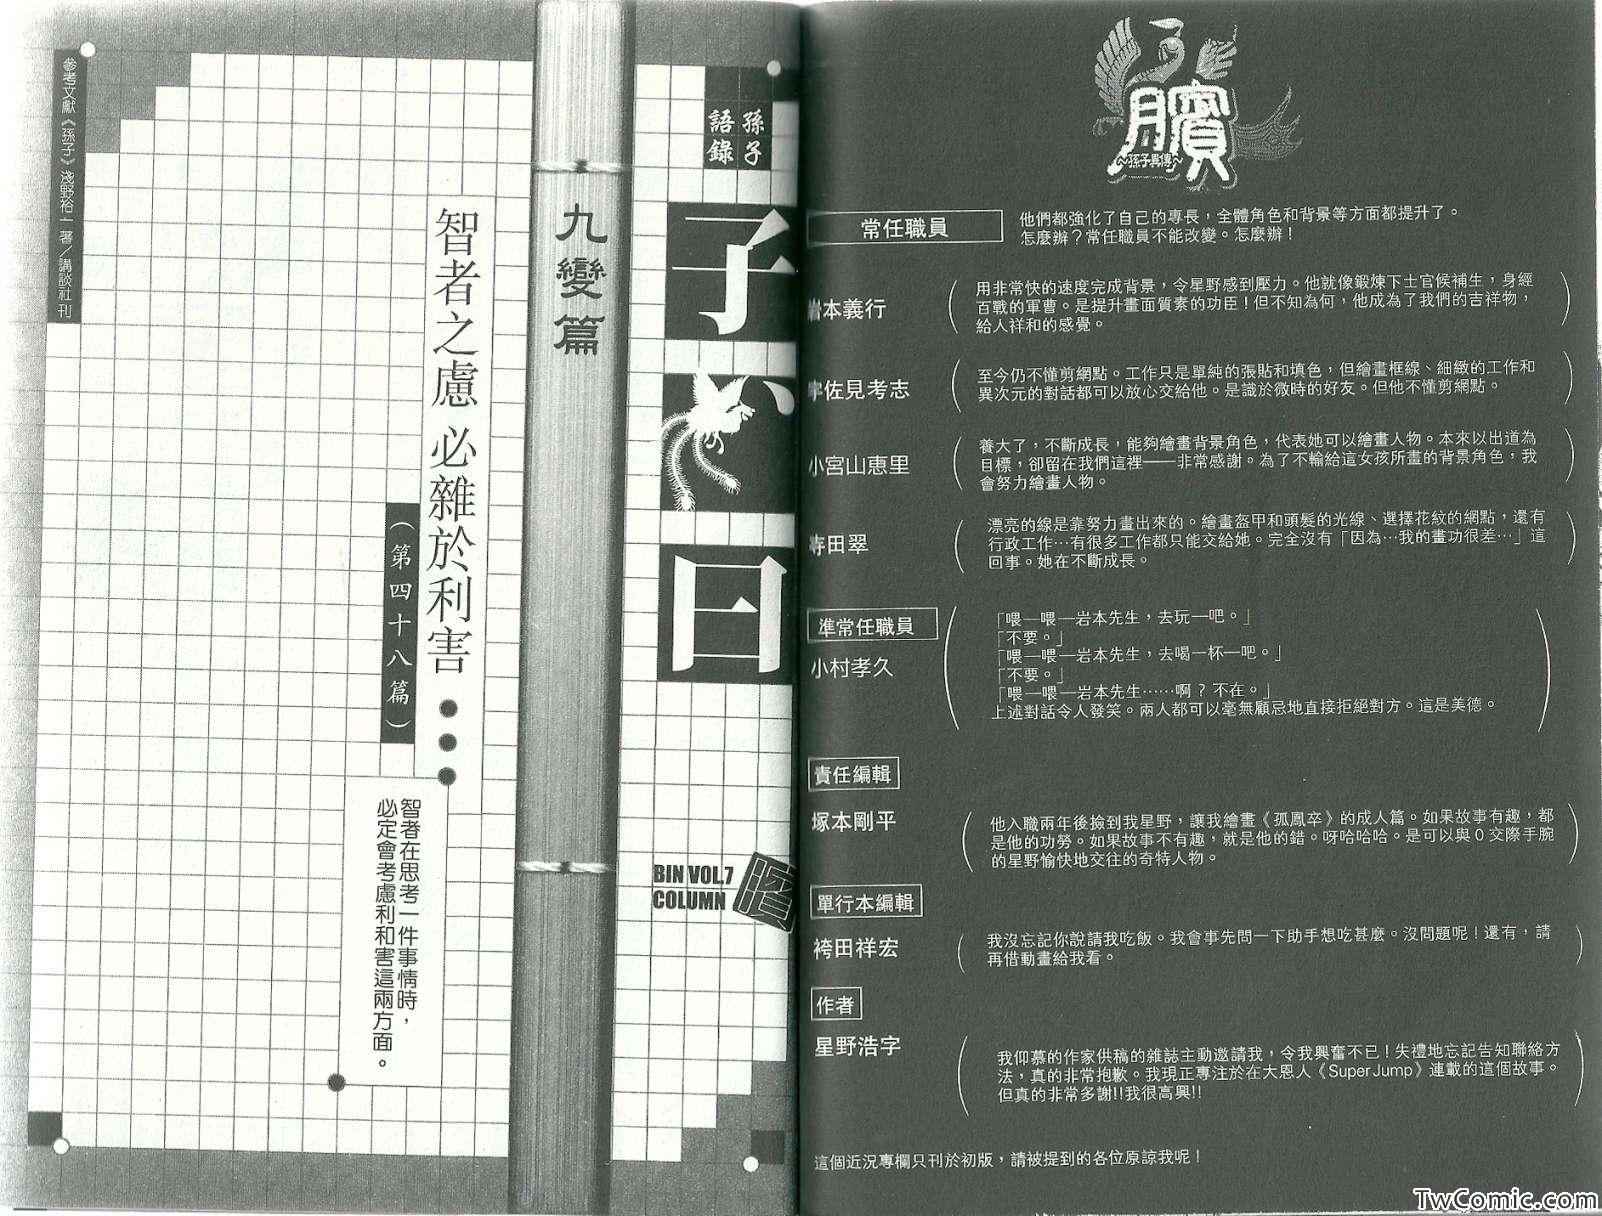 臏
~孫子異傳~
常任職員
他們都強化了自己的專長，全體角色和背景等方面都提升了。
怎麼辦？常任職員不能改變。怎麼辦！
岩本義行
用非常快的速度完成背景，令星野感到壓力。他就像鍛煉下士官候補生，身經
百戰的軍曹。是提升畫面質素的功臣！但不知為何，他成為了我們的吉祥物，
給人祥和的感覺。
宇佐見考志
至今仍不懂剪網點。工作只是單純的張貼和填色，但繪畫框線、細緻的工作和
異次元的對話都可以放心交給他。是識於微時的好友。但他不懂剪網點。
小宮山惠里
養大了，不斷成長，能夠繪畫背景角色，代表她可以繪畫人物。本來以出道為
目標，卻留在我們這裡——非常感謝。為了不輸給這女孩所畫的背景角色，我
會努力繪畫人物。
田翠
漂亮的線是靠努力畫出來的。繪畫盔甲和頭髮的光線、選擇花紋的網點，還有
行政工作…有很多工作都只能交給她。完全沒有「因為…我的畫功很差…」這
回事。她在不斷成長。
準常任職員
小村孝久
「喂—喂—岩本先生，去玩—吧。」
「不要。」
「喂—喂—岩本先生，去喝一杯—吧。」
「不要。」
「喂—喂—岩本先生……啊？不在。」
上述對話令人發笑。兩人都可以毫無顧忌地直接拒絕對方。這是美德。
責任編輯
塚本剛平
他入職兩年後撿到我星野，讓我繪畫《孤鳳卒》的成人篇。如果故事有趣，都
是他的功勞。如果故事不有趣，就是他的錯。呀哈哈哈。是可以與0交際手腕
的星野愉快地交往的奇特人物。
單行本編輯
袴田祥宏
我沒忘記你說請我吃飯。我會事先問一下助手想吃甚麼。沒問題呢！還有，請
再借動畫給我看。
作者
星野浩字
我仰慕的作家供稿的雜誌主動邀請我，令我興奮不已！失禮地忘記告知聯絡方
法，真的非常抱歉。我現正專注於在大恩人《Super Jump》連載的這個故事。
但真的非常多謝!!我很高興!!
這個近況專欄只刊於初版，請被提到的各位原諒我呢！
孫子
語錄
子曰
BIN VOL.7
COLUMN
臏
九變篇
智者之慮 必雜於利害
（第四十八篇）
智者在思考一件事情時，
必定會考慮利和害這兩方面。
參考文獻《孫子》淺野裕一 著／講談社刊
TwComic.com